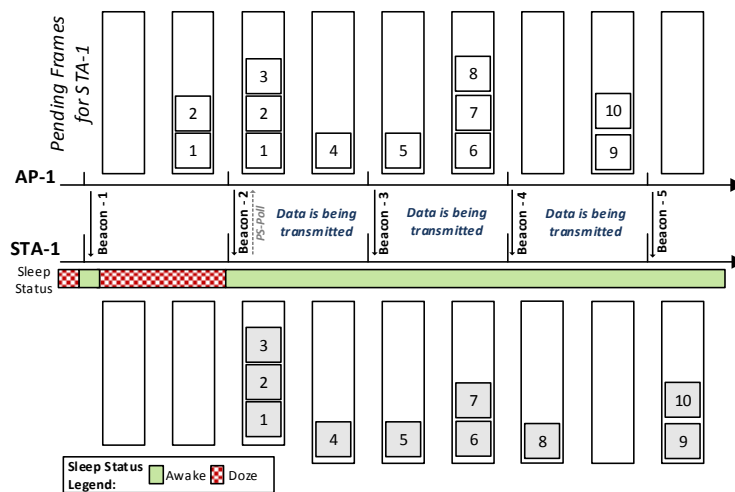 Pending Frames
for STA-1
3
8
2
2
7
10
1
1
4
5
6
9
AP-1
Beacon - 1
Beacon - 2
PS-Poll
Data is being
transmitted
Beacon - 3
Data is being
transmitted
Beacon - 4
Data is being
transmitted
Beacon - 5
STA-1
Sleep
Status
3
2
7
10
1
4
5
6
8
9
Sleep Status
Legend:
Awake
Doze